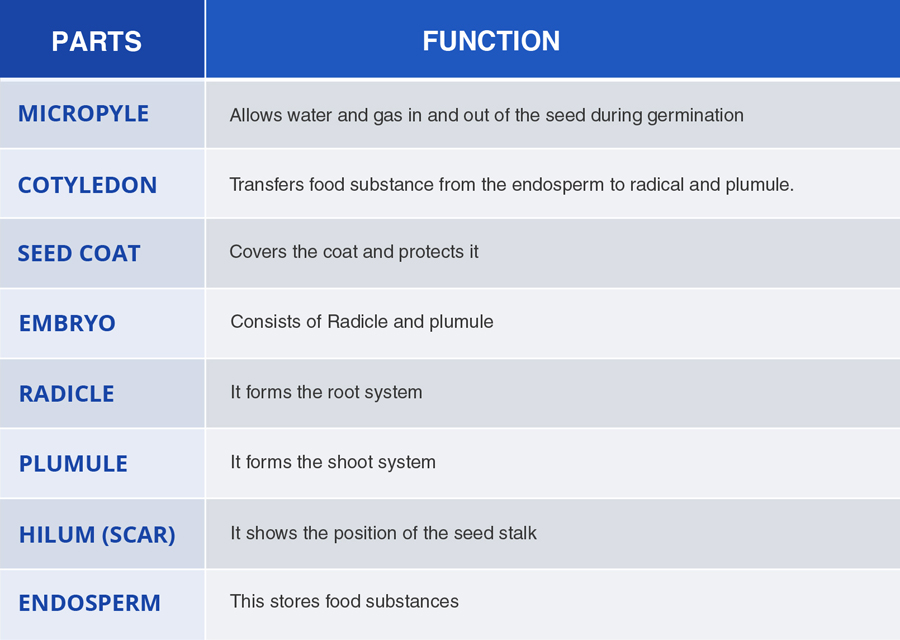 PARTS FUNCTION
MICROPYLE Allows water and gas in and out of the seed during germination
COTYLEDON Transfers food substance from the endosperm to radical and plumule.
SEED COAT Covers the coat and protects it
EMBRYO Consists of Radicle and plumule
RADICLE It forms the root system
PLUMULE It forms the shoot system
HILUM (SCAR) It shows the position of the seed stalk
ENDOSPERM This stores food substances